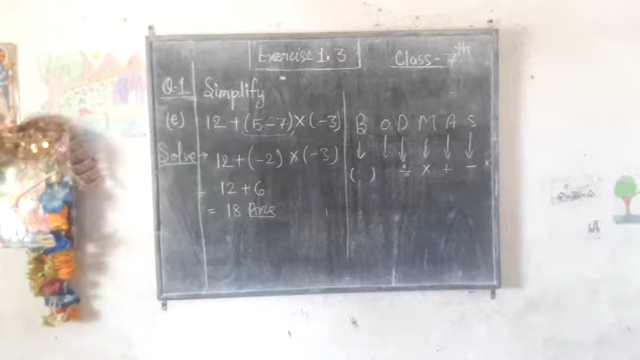 Exercise 1.3
Class- 7th
Q.1 Simplify
(e) 12+(5-7)×(-3)
Solve→ 12+(-2)×(-3)
= 12+6
= 18 Ans
B O D M A S
↓ ↓ ↓ ↓ ↓ ↓
( ) ÷ × + -